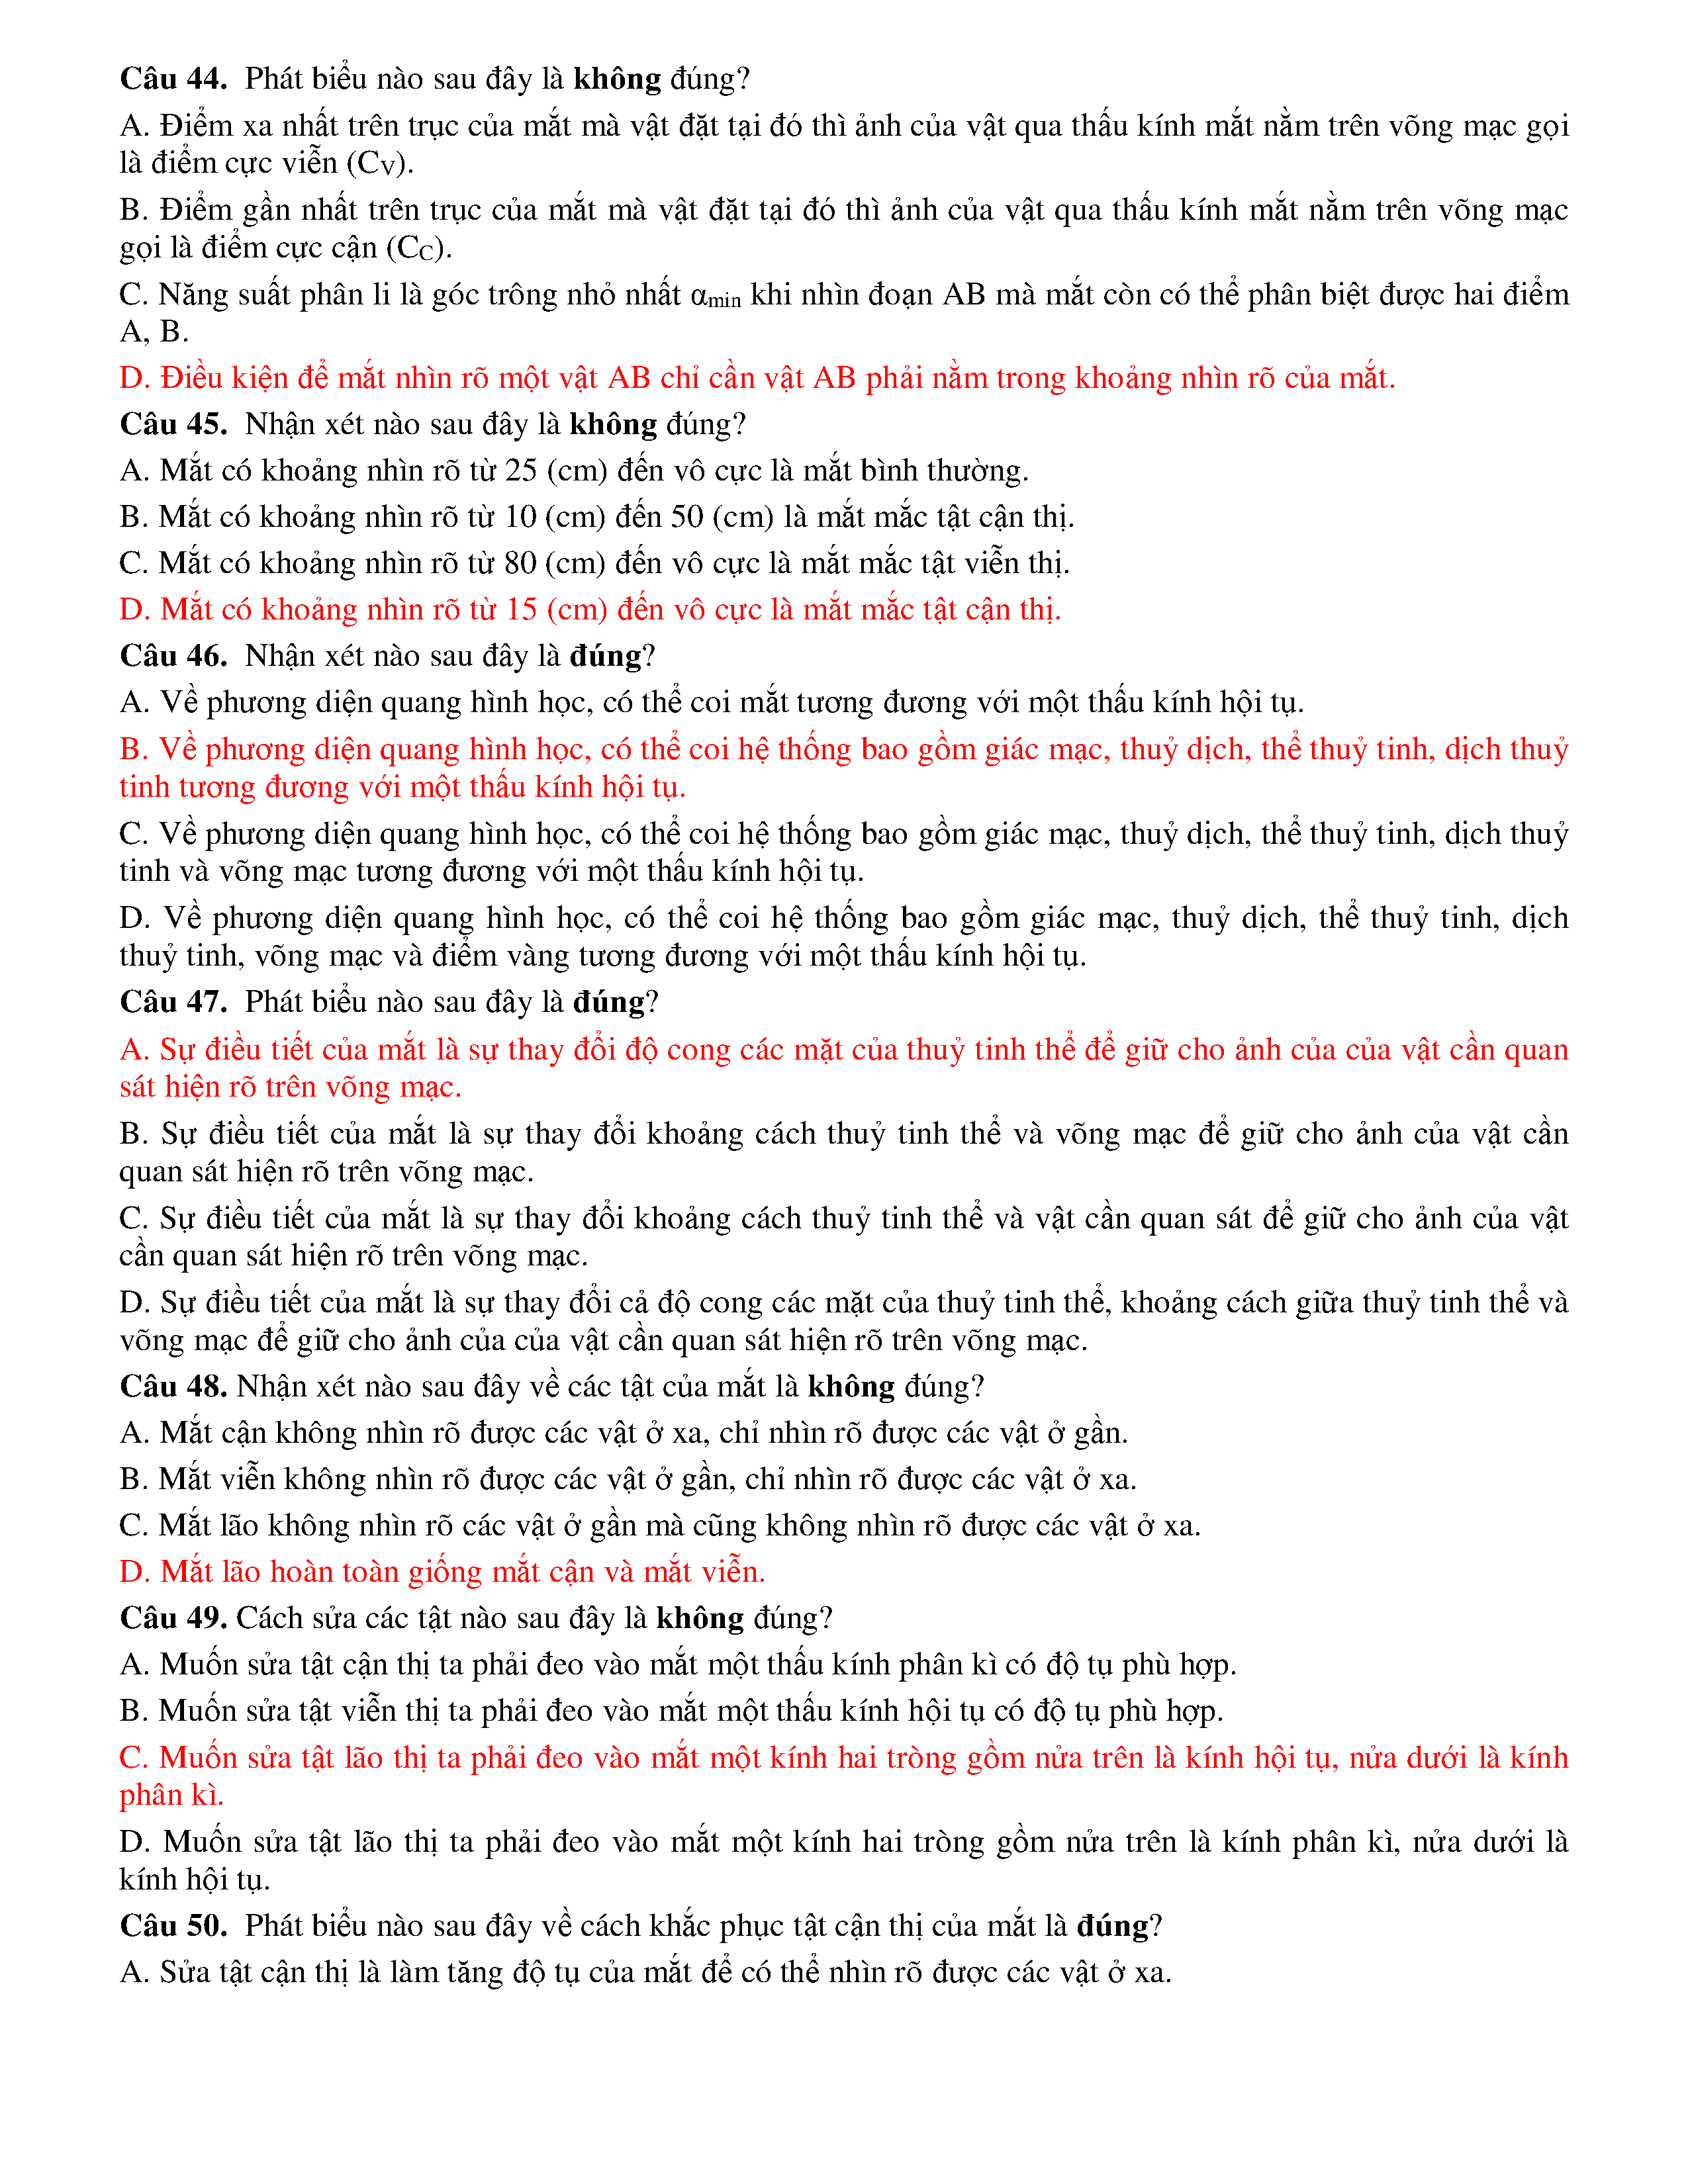 Câu 44.  Phát biểu nào sau đây là không đúng?
A. Điểm xa nhất trên trục của mắt mà vật đặt tại đó thì ảnh của vật qua thấu kính mắt nằm trên võng mạc gọi
là điểm cực viễn (CV).
B. Điểm gần nhất trên trục của mắt mà vật đặt tại đó thì ảnh của vật qua thấu kính mắt nằm trên võng mạc
gọi là điểm cực cận (CC).
C. Năng suất phân li là góc trông nhỏ nhất αmin khi nhìn đoạn AB mà mắt còn có thể phân biệt được hai điểm
A, B.
D. Điều kiện để mắt nhìn rõ một vật AB chỉ cần vật AB phải nằm trong khoảng nhìn rõ của mắt.
Câu 45.  Nhận xét nào sau đây là không đúng?
A. Mắt có khoảng nhìn rõ từ 25 (cm) đến vô cực là mắt bình thường.
B. Mắt có khoảng nhìn rõ từ 10 (cm) đến 50 (cm) là mắt mắc tật cận thị.
C. Mắt có khoảng nhìn rõ từ 80 (cm) đến vô cực là mắt mắc tật viễn thị.
D. Mắt có khoảng nhìn rõ từ 15 (cm) đến vô cực là mắt mắc tật cận thị.
Câu 46.  Nhận xét nào sau đây là đúng?
A. Về phương diện quang hình học, có thể coi mắt tương đương với một thấu kính hội tụ.
B. Về phương diện quang hình học, có thể coi hệ thống bao gồm giác mạc, thuỷ dịch, thể thuỷ tinh, dịch thuỷ
tinh tương đương với một thấu kính hội tụ.
C. Về phương diện quang hình học, có thể coi hệ thống bao gồm giác mạc, thuỷ dịch, thể thuỷ tinh, dịch thuỷ
tinh và võng mạc tương đương với một thấu kính hội tụ.
D. Về phương diện quang hình học, có thể coi hệ thống bao gồm giác mạc, thuỷ dịch, thể thuỷ tinh, dịch
thuỷ tinh, võng mạc và điểm vàng tương đương với một thấu kính hội tụ.
Câu 47.  Phát biểu nào sau đây là đúng?
A. Sự điều tiết của mắt là sự thay đổi độ cong các mặt của thuỷ tinh thể để giữ cho ảnh của của vật cần quan
sát hiện rõ trên võng mạc.
B. Sự điều tiết của mắt là sự thay đổi khoảng cách thuỷ tinh thể và võng mạc để giữ cho ảnh của vật cần
quan sát hiện rõ trên võng mạc.
C. Sự điều tiết của mắt là sự thay đổi khoảng cách thuỷ tinh thể và vật cần quan sát để giữ cho ảnh của vật
cần quan sát hiện rõ trên võng mạc.
D. Sự điều tiết của mắt là sự thay đổi cả độ cong các mặt của thuỷ tinh thể, khoảng cách giữa thuỷ tinh thể và
võng mạc để giữ cho ảnh của của vật cần quan sát hiện rõ trên võng mạc.
Câu 48. Nhận xét nào sau đây về các tật của mắt là không đúng?
A. Mắt cận không nhìn rõ được các vật ở xa, chỉ nhìn rõ được các vật ở gần.
B. Mắt viễn không nhìn rõ được các vật ở gần, chỉ nhìn rõ được các vật ở xa.
C. Mắt lão không nhìn rõ các vật ở gần mà cũng không nhìn rõ được các vật ở xa.
D. Mắt lão hoàn toàn giống mắt cận và mắt viễn.
Câu 49. Cách sửa các tật nào sau đây là không đúng?
A. Muốn sửa tật cận thị ta phải đeo vào mắt một thấu kính phân kì có độ tụ phù hợp.
B. Muốn sửa tật viễn thị ta phải đeo vào mắt một thấu kính hội tụ có độ tụ phù hợp.
C. Muốn sửa tật lão thị ta phải đeo vào mắt một kính hai tròng gồm nửa trên là kính hội tụ, nửa dưới là kính
phân kì.
D. Muốn sửa tật lão thị ta phải đeo vào mắt một kính hai tròng gồm nửa trên là kính phân kì, nửa dưới là
kính hội tụ.
Câu 50.  Phát biểu nào sau đây về cách khắc phục tật cận thị của mắt là đúng?
A. Sửa tật cận thị là làm tăng độ tụ của mắt để có thể nhìn rõ được các vật ở xa.